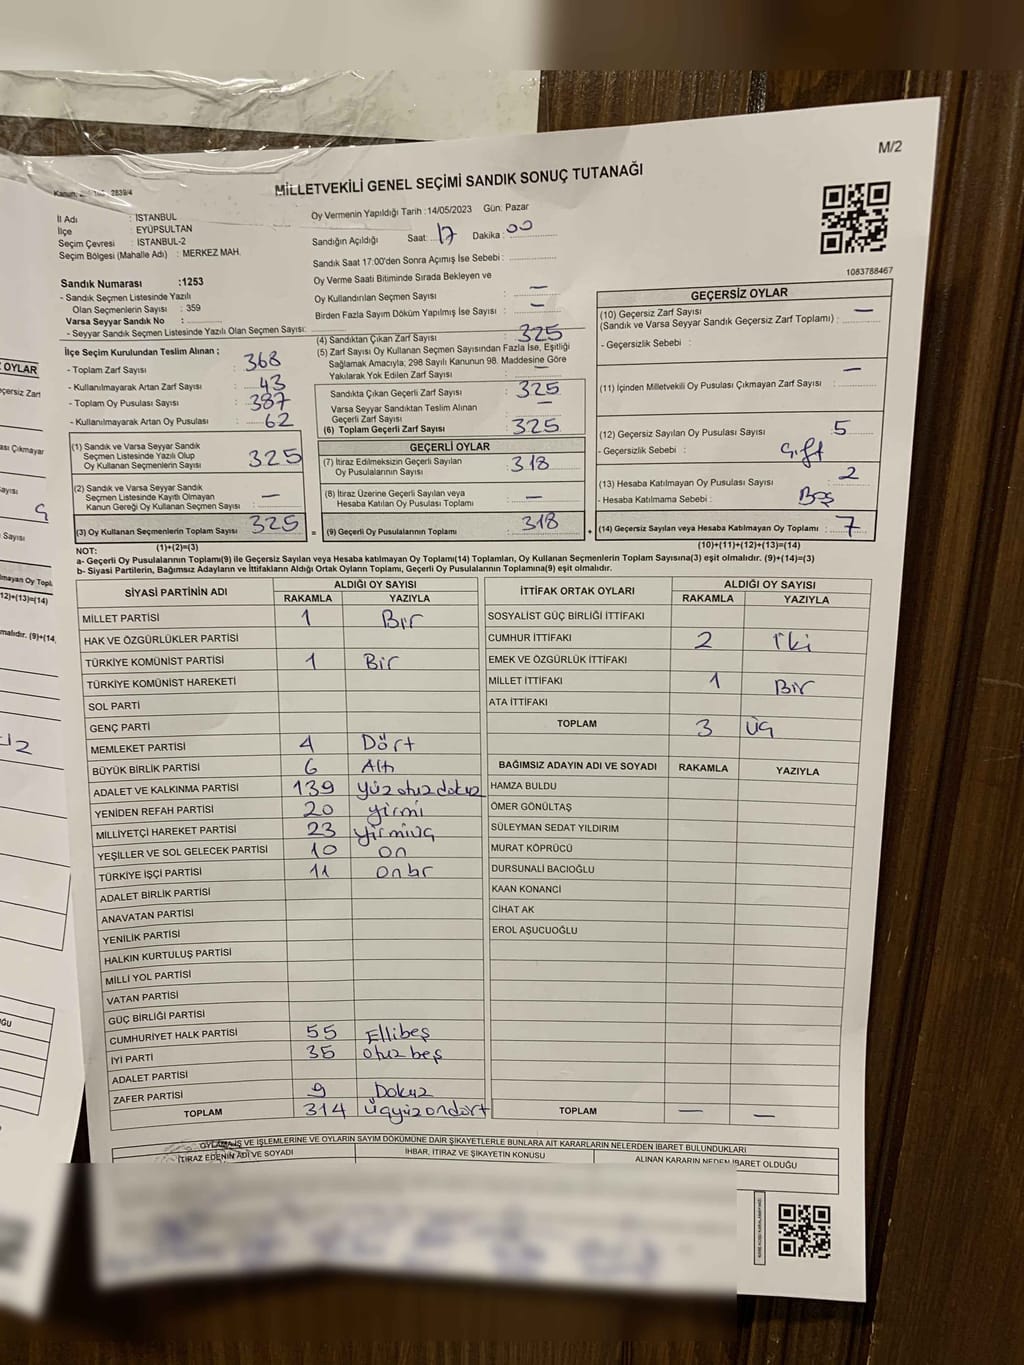 M/2
2839/4
MİLLETVEKİLİ GENEL SEÇİMİ SANDIK SONUÇ TUTANAĞI
İl Adı : İSTANBUL
İlçe : EYÜPSULTAN
Seçim Çevresi : İSTANBUL-2
Seçim Bölgesi (Mahalle Adı) : MERKEZ MAH.
Oy Vermenin Yapıldığı Tarih : 14/05/2023 Gün: Pazar
Sandığın Açıldığı Saat: 17 Dakika : 00
Sandık Saat 17:00'den Sonra Açımış İse Sebebi :
Oy Verme Saati Bitiminde Sırada Bekleyen ve
Oy Kullandırılan Seçmen Sayısı : —
Birden Fazla Sayım Döküm Yapılmış İse Sayısı : —
1083788467
Sandık Numarası :1253
- Sandık Seçmen Listesinde Yazılı
Olan Seçmenlerin Sayısı : 359
Varsa Seyyar Sandık No :
- Seyyar Sandık Seçmen Listesinde Yazılı Olan Seçmen Sayısı:
İlçe Seçim Kurulundan Teslim Alınan ;
- Toplam Zarf Sayısı : 368
- Kullanılmayarak Artan Zarf Sayısı : 43
- Toplam Oy Pusulası Sayısı : 387
- Kullanılmayarak Artan Oy Pusulası : 62
(1) Sandık ve Varsa Seyyar Sandık
Seçmen Listesinde Yazılı Olup
Oy Kullanan Seçmenlerin Sayısı : 325
(2) Sandık ve Varsa Seyyar Sandık
Seçmen Listesinde Kayıtlı Olmayan
Kanun Gereği Oy Kullanan Seçmen Sayısı : —
(3) Oy Kullanan Seçmenlerin Toplam Sayısı : 325
(1)+(2)=(3)
(4) Sandıktan Çıkan Zarf Sayısı : 325
(5) Zarf Sayısı Oy Kullanan Seçmen Sayısından Fazla İse, Eşitliği
Sağlamak Amacıyla; 298 Sayılı Kanunun 98. Maddesine Göre
Yakılarak Yok Edilen Zarf Sayısı : —
Sandıkta Çıkan Geçerli Zarf Sayısı : 325
Varsa Seyyar Sandıktan Teslim Alınan
Geçerli Zarf Sayısı : —
(6) Toplam Geçerli Zarf Sayısı : 325
GEÇERLİ OYLAR
(7) İtiraz Edilmeksizin Geçerli Sayılan
Oy Pusulalarının Sayısı : 318
(8) İtiraz Üzerine Geçerli Sayılan veya
Hesaba Katılan Oy Pusulası Toplamı : —
= (9) Geçerli Oy Pusulalarının Toplamı : 318
GEÇERSİZ OYLAR
(10) Geçersiz Zarf Sayısı
(Sandık ve Varsa Seyyar Sandık Geçersiz Zarf Toplamı) : —
- Geçersizlik Sebebi :
(11) İçinden Milletvekili Oy Pusulası Çıkmayan Zarf Sayısı : —
(12) Geçersiz Sayılan Oy Pusulası Sayısı : 5
- Geçersizlik Sebebi : Çift
(13) Hesaba Katılmayan Oy Pusulası Sayısı : 2
- Hesaba Katılmama Sebebi : Boş
+ (14) Geçersiz Sayılan veya Hesaba Katılmayan Oy Toplamı : 7
(10)+(11)+(12)+(13)=(14)
NOT:
a- Geçerli Oy Pusulalarının Toplamı(9) ile Geçersiz Sayılan veya Hesaba katılmayan Oy Toplamı(14) Toplamları, Oy Kullanan Seçmenlerin Toplam Sayısına(3) eşit olmalıdır. (9)+(14)=(3)
b- Siyasi Partilerin, Bağımsız Adayların ve İttifakların Aldığı Ortak Oyların Toplamı, Geçerli Oy Pusulalarının Toplamına(9) eşit olmalıdır.
SİYASİ PARTİNİN ADI ALDIĞI OY SAYISI
RAKAMLA YAZIYLA
MİLLET PARTİSİ 1 Bir
HAK VE ÖZGÜRLÜKLER PARTİSİ
TÜRKİYE KOMÜNİST PARTİSİ 1 Bir
TÜRKİYE KOMÜNİST HAREKETİ
SOL PARTİ
GENÇ PARTİ
MEMLEKET PARTİSİ 4 Dört
BÜYÜK BİRLİK PARTİSİ 6 Altı
ADALET VE KALKINMA PARTİSİ 139 yüzotuzdokuz
YENİDEN REFAH PARTİSİ 20 yirmi
MİLLİYETÇİ HAREKET PARTİSİ 23 yirmiüç
YEŞİLLER VE SOL GELECEK PARTİSİ 10 on
TÜRKİYE İŞÇİ PARTİSİ 11 onbr
ADALET BİRLİK PARTİSİ
ANAVATAN PARTİSİ
YENİLİK PARTİSİ
HALKIN KURTULUŞ PARTİSİ
MİLLİ YOL PARTİSİ
VATAN PARTİSİ
GÜÇ BİRLİĞİ PARTİSİ
CUMHURİYET HALK PARTİSİ 55 Ellibeş
İYİ PARTİ 35 otuzbeş
ADALET PARTİSİ
ZAFER PARTİSİ 9 Dokuz
TOPLAM 314 üçyüzondört
İTTİFAK ORTAK OYLARI ALDIĞI OY SAYISI
RAKAMLA YAZIYLA
SOSYALİST GÜÇ BİRLİĞİ İTTİFAKI
CUMHUR İTTİFAKI 2 iki
EMEK VE ÖZGÜRLÜK İTTİFAKI
MİLLET İTTİFAKI 1 Bir
ATA İTTİFAKI
TOPLAM 3 üç
BAĞIMSIZ ADAYIN ADI VE SOYADI RAKAMLA YAZIYLA
HAMZA BULDU
ÖMER GÖNÜLTAŞ
SÜLEYMAN SEDAT YILDIRIM
MURAT KÖPRÜCÜ
DURSUNALİ BACIOĞLU
KAAN KONANCİ
CİHAT AK
EROL AŞUCUOĞLU
TOPLAM — —
OYLAMA İŞ VE İŞLEMLERİNE VE OYLARIN SAYIM DÖKÜMÜNE DAİR ŞİKAYETLERLE BUNLARA AİT KARARLARIN NELERDEN İBARET BULUNDUKLARI
İTİRAZ EDENİN ADI VE SOYADI İHBAR, İTİRAZ VE ŞİKAYETİN KONUSU ALINAN KARARIN NEDEN İBARET OLDUĞU